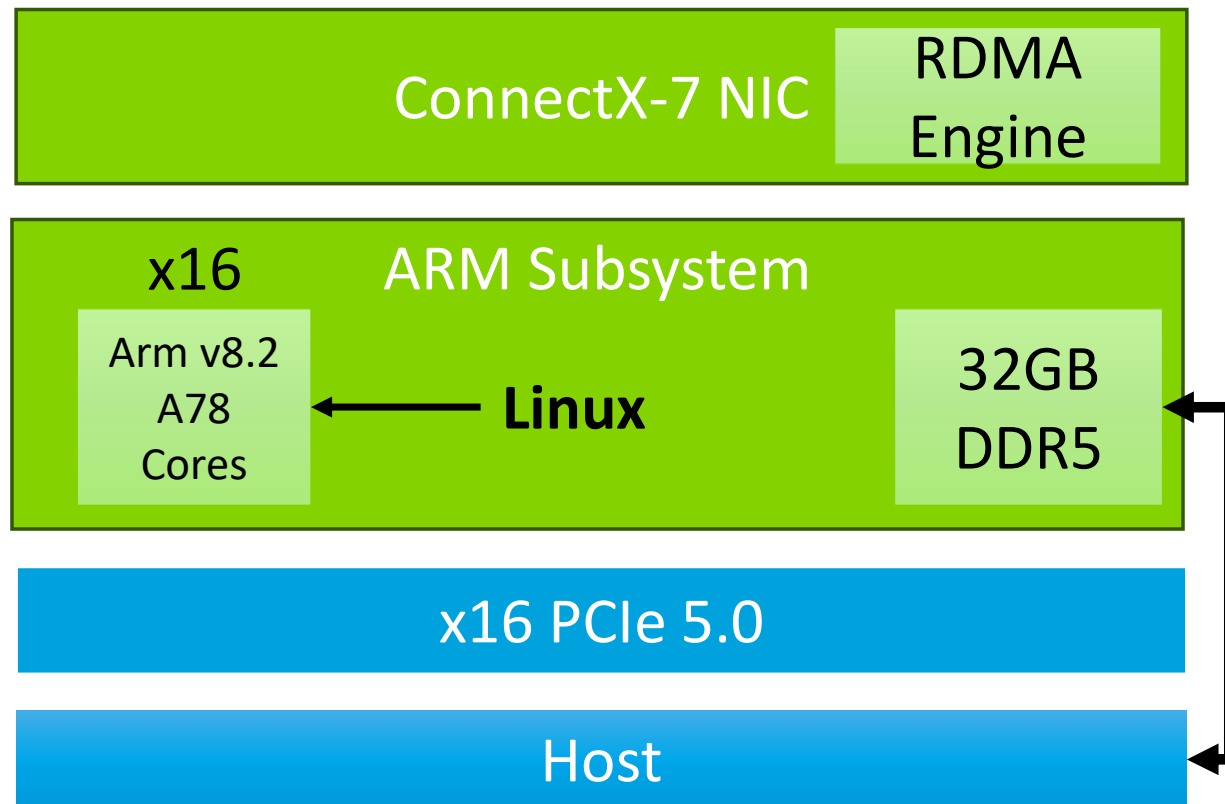 ConnectX-7 NIC
RDMA
Engine
x16
ARM Subsystem
Arm v8.2
A78
Cores
Linux
32GB
DDR5
x16 PCIe 5.0
Host